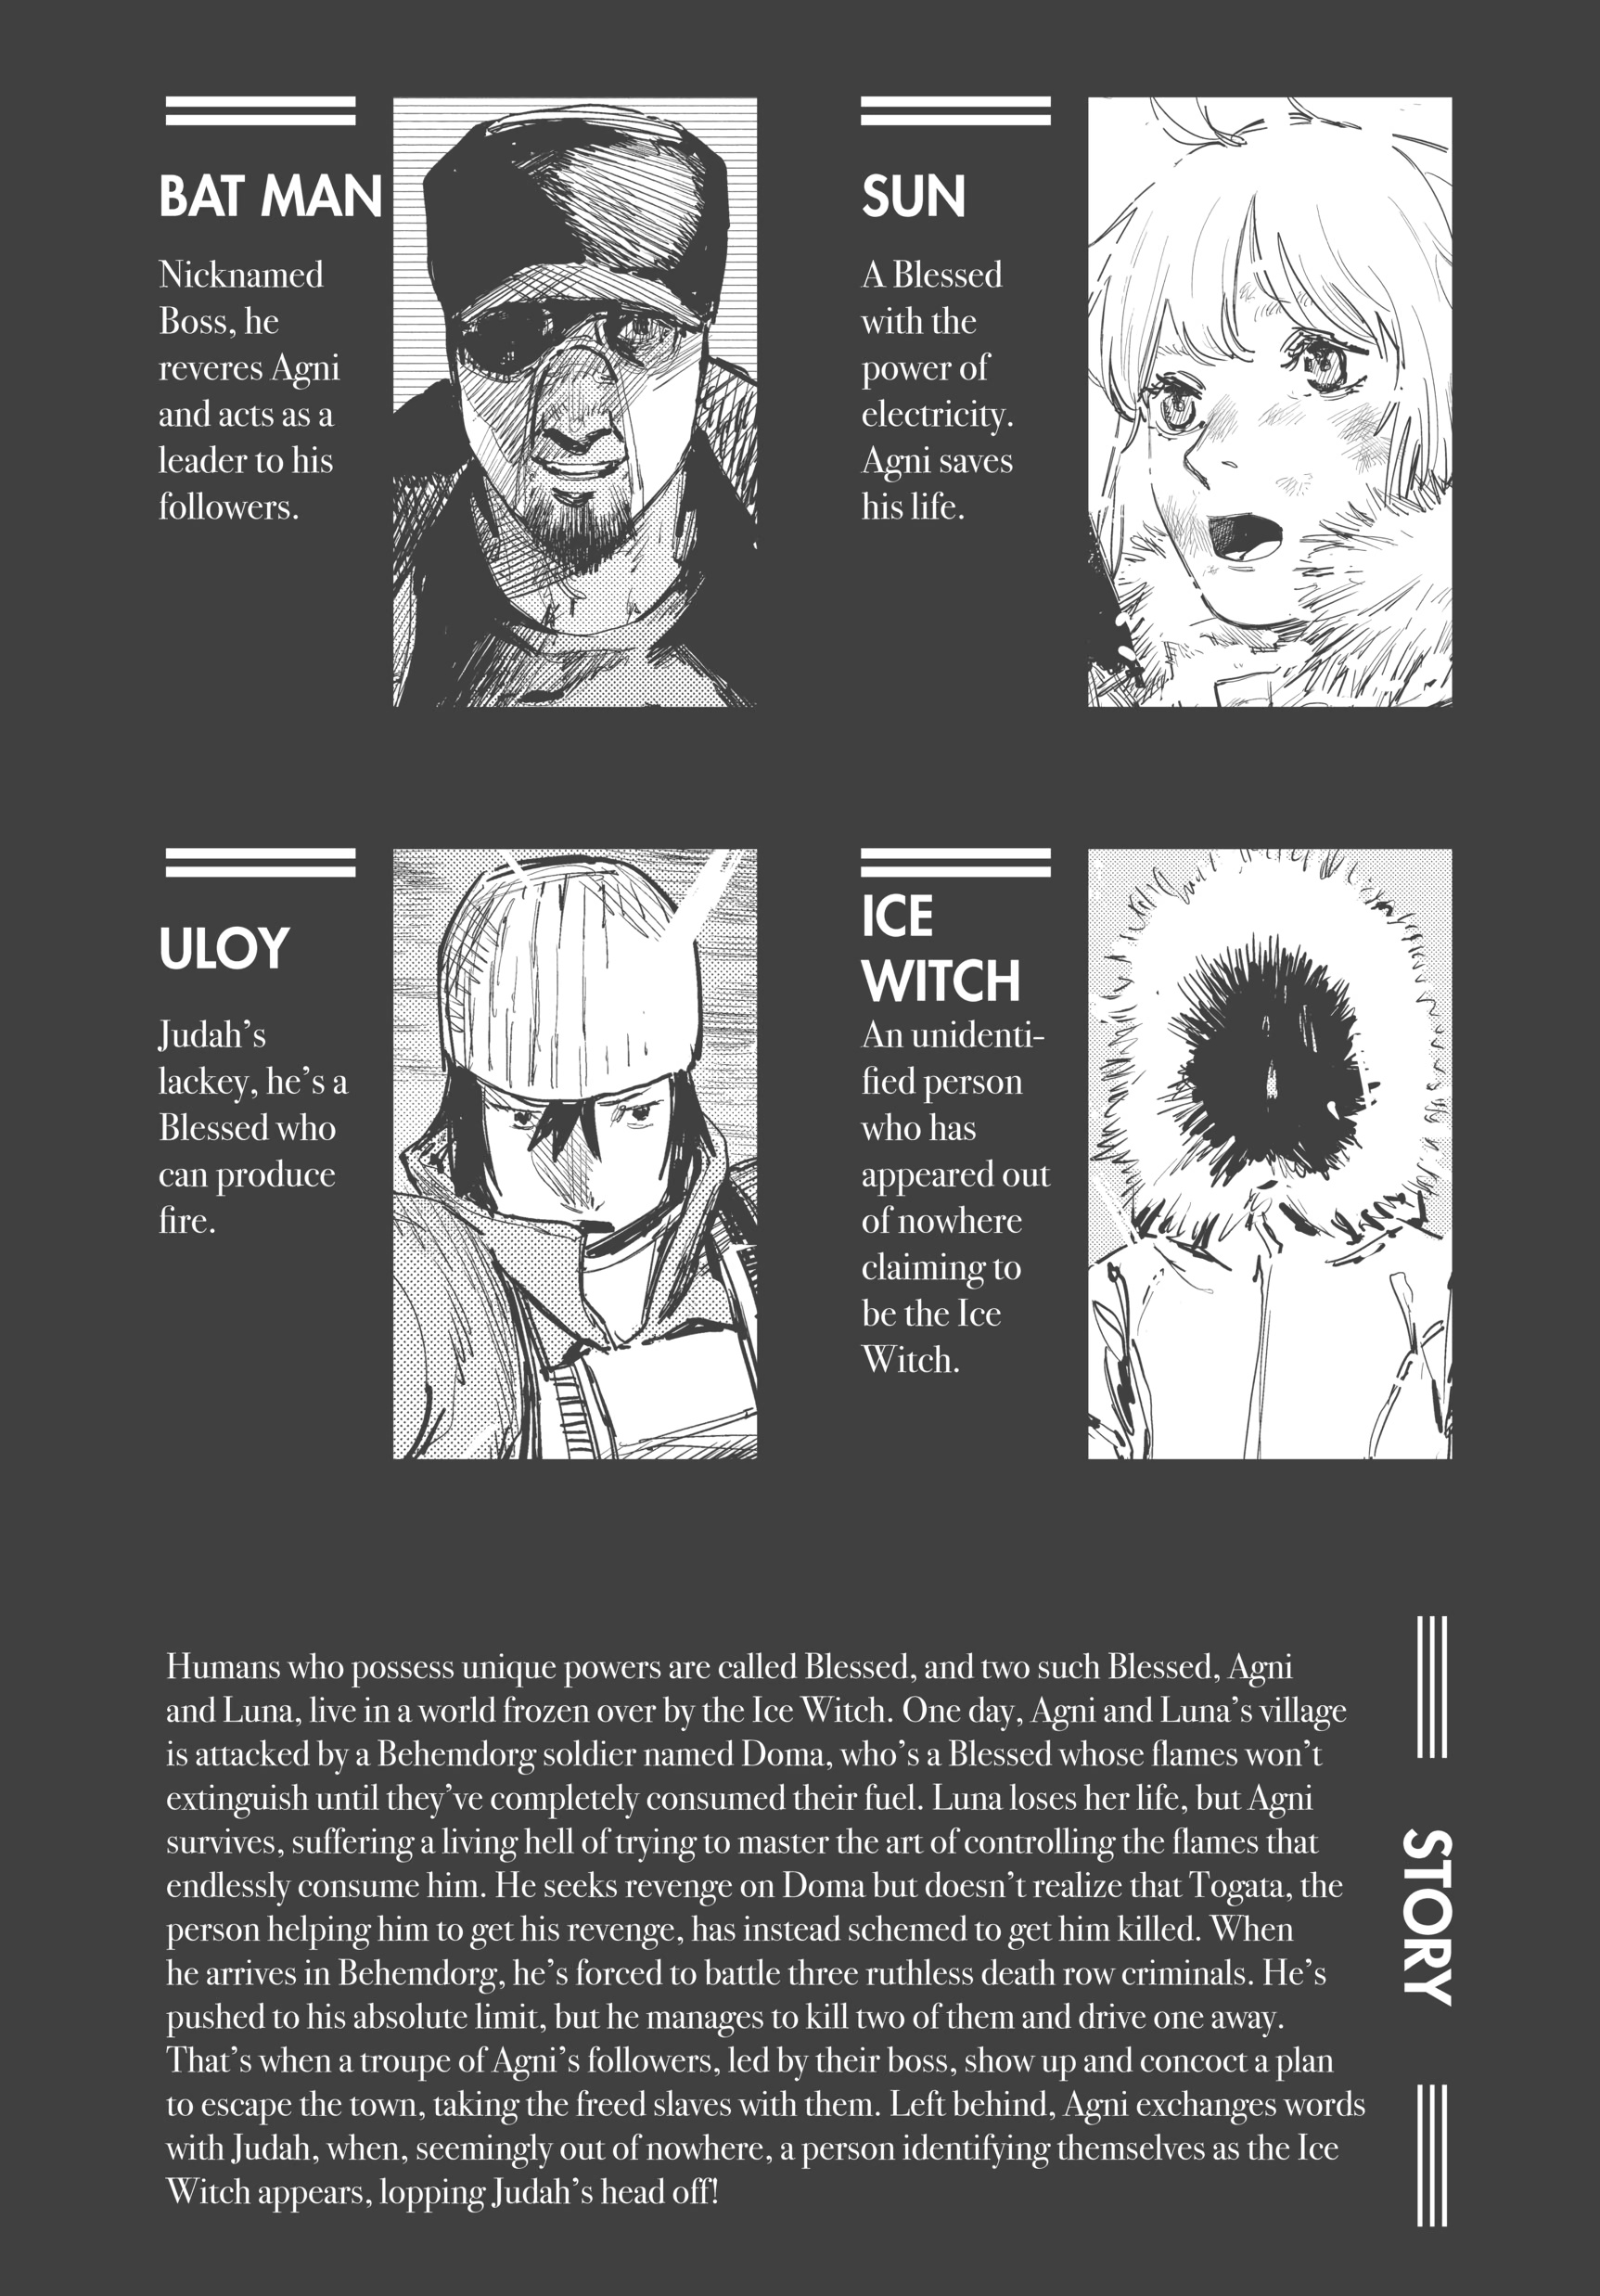 BAT MAN
Nicknamed
Boss, he
reveres Agni
and acts as a
leader to his
followers.
SUN
A Blessed
with the
power of
electricity.
Agni saves
his life.
ULOY
Judah's
lackey, he's a
Blessed who
can produce
fire.
ICE
WITCH
An unidenti-
fied person
who has
appeared out
of nowhere
claiming to
be the Ice
Witch.
STORY
Humans who possess unique powers are called Blessed, and two such Blessed, Agni
and Luna, live in a world frozen over by the Ice Witch. One day, Agni and Luna's village
is attacked by a Behemdorg soldier named Doma, who's a Blessed whose flames won't
extinguish until they've completely consumed their fuel. Luna loses her life, but Agni
survives, suffering a living hell of trying to master the art of controlling the flames that
endlessly consume him. He seeks revenge on Doma but doesn't realize that Togata, the
person helping him to get his revenge, has instead schemed to get him killed. When
he arrives in Behemdorg, he's forced to battle three ruthless death row criminals. He's
pushed to his absolute limit, but he manages to kill two of them and drive one away.
That's when a troupe of Agni's followers, led by their boss, show up and concoct a plan
to escape the town, taking the freed slaves with them. Left behind, Agni exchanges words
with Judah, when, seemingly out of nowhere, a person identifying themselves as the Ice
Witch appears, lopping Judah's head off!